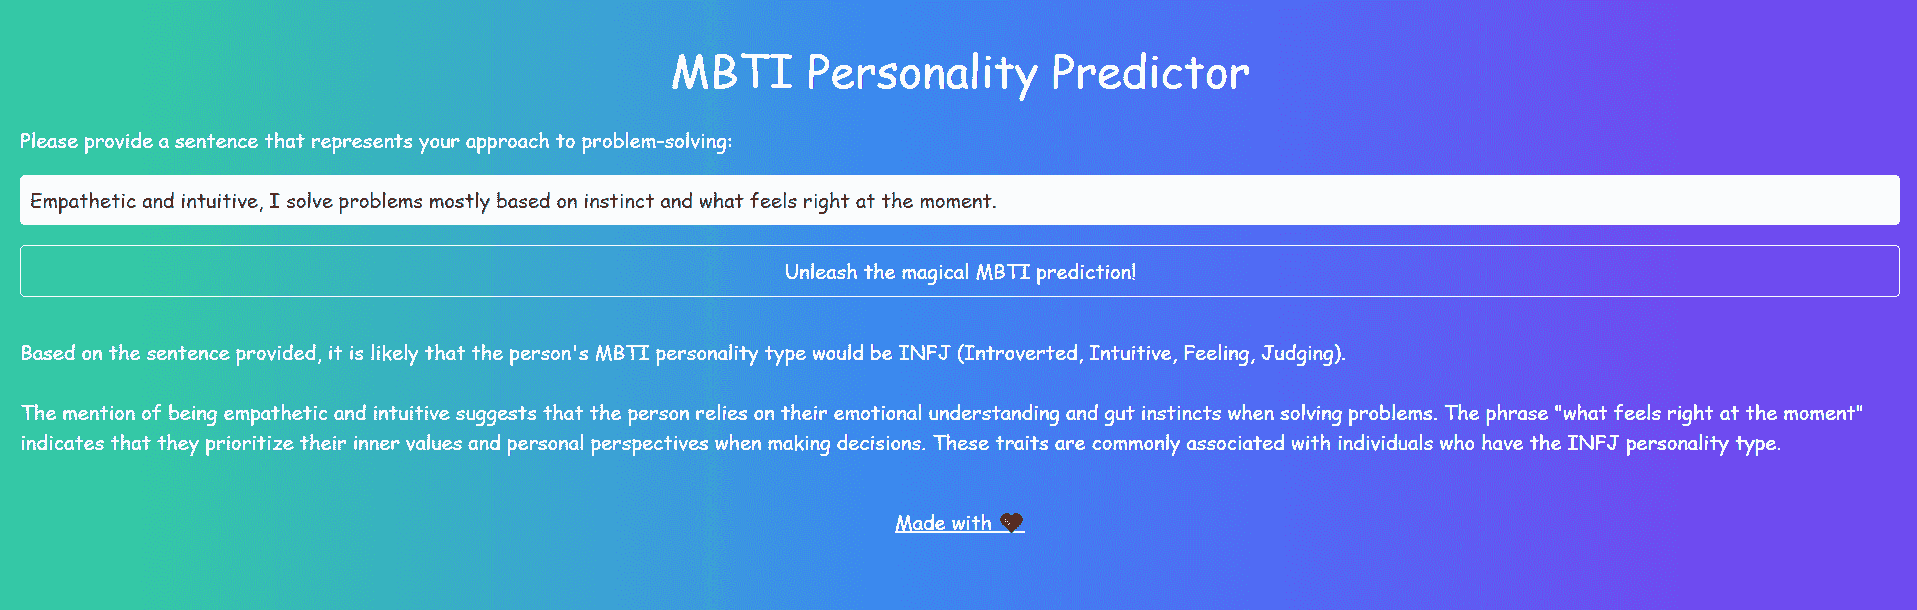 MBTI Personality Predictor
Please provide a sentence that represents your approach to problem-solving:
Empathetic and intuitive, I solve problems mostly based on instinct and what feels right at the moment.
Unleash the magical MBTI prediction!
Based on the sentence provided, it is likely that the person's MBTI personality type would be INFJ (Introverted, Intuitive, Feeling, Judging).
The mention of being empathetic and intuitive suggests that the person relies on their emotional understanding and gut instincts when solving problems. The phrase "what feels right at the moment"
indicates that they prioritize their inner values and personal perspectives when making decisions. These traits are commonly associated with individuals who have the INFJ personality type.
Made with 🤎